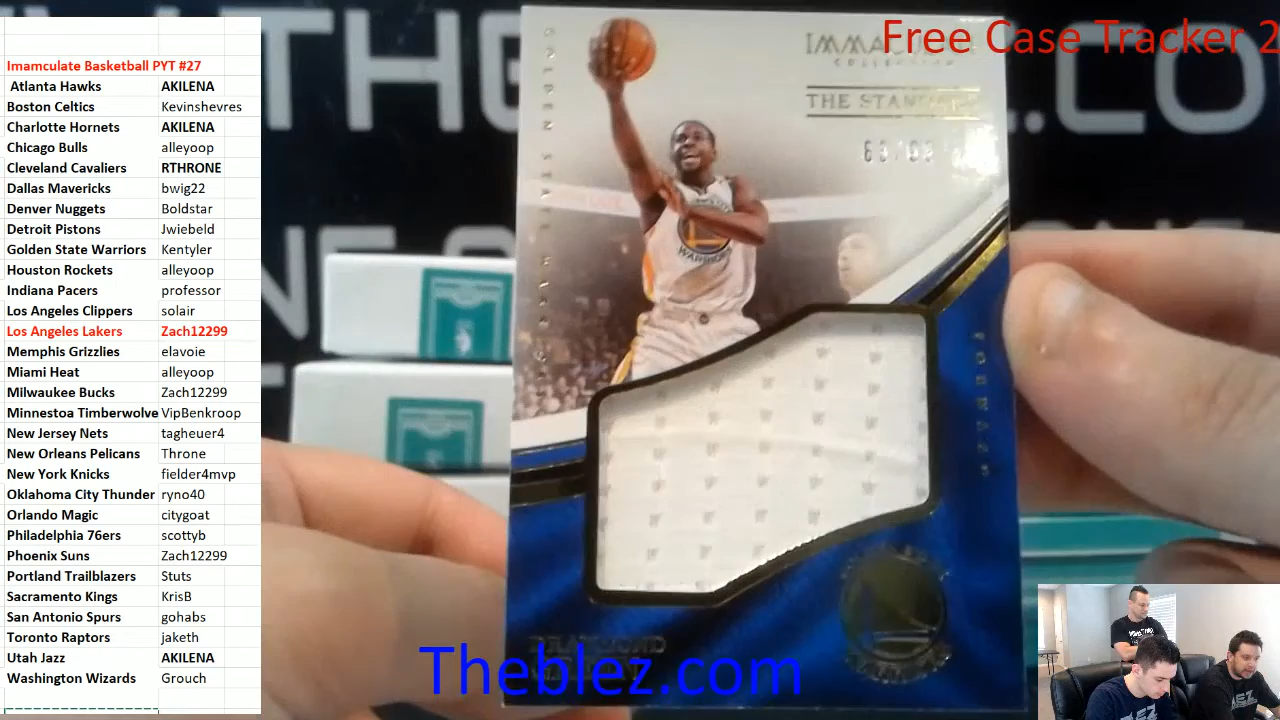 Imamculate Basketball PYT #27
Atlanta Hawks AKILENA
Boston Celtics Kevinshevres
Charlotte Hornets AKILENA
Chicago Bulls alleyoop
Cleveland Cavaliers RTHRONE
Dallas Mavericks bwig22
Denver Nuggets Boldstar
Detroit Pistons Jwiebeld
Golden State Warriors Kentyler
Houston Rockets alleyoop
Indiana Pacers professor
Los Angeles Clippers solair
Los Angeles Lakers Zach12299
Memphis Grizzlies elavoie
Miami Heat alleyoop
Milwaukee Bucks Zach12299
Minnestoa Timberwolve VipBenkroop
New Jersey Nets tagheuer4
New Orleans Pelicans Throne
New York Knicks fielder4mvp
Oklahoma City Thunder ryno40
Orlando Magic citygoat
Philadelphia 76ers scottyb
Phoenix Suns Zach12299
Portland Trailblazers Stuts
Sacramento Kings KrisB
San Antonio Spurs gohabs
Toronto Raptors jaketh
Utah Jazz AKILENA
Washington Wizards Grouch
Free Case Tracker 2
COLLECTION
THE
WARRIORS
FORWARD
DRAYMOND
Theblez.com